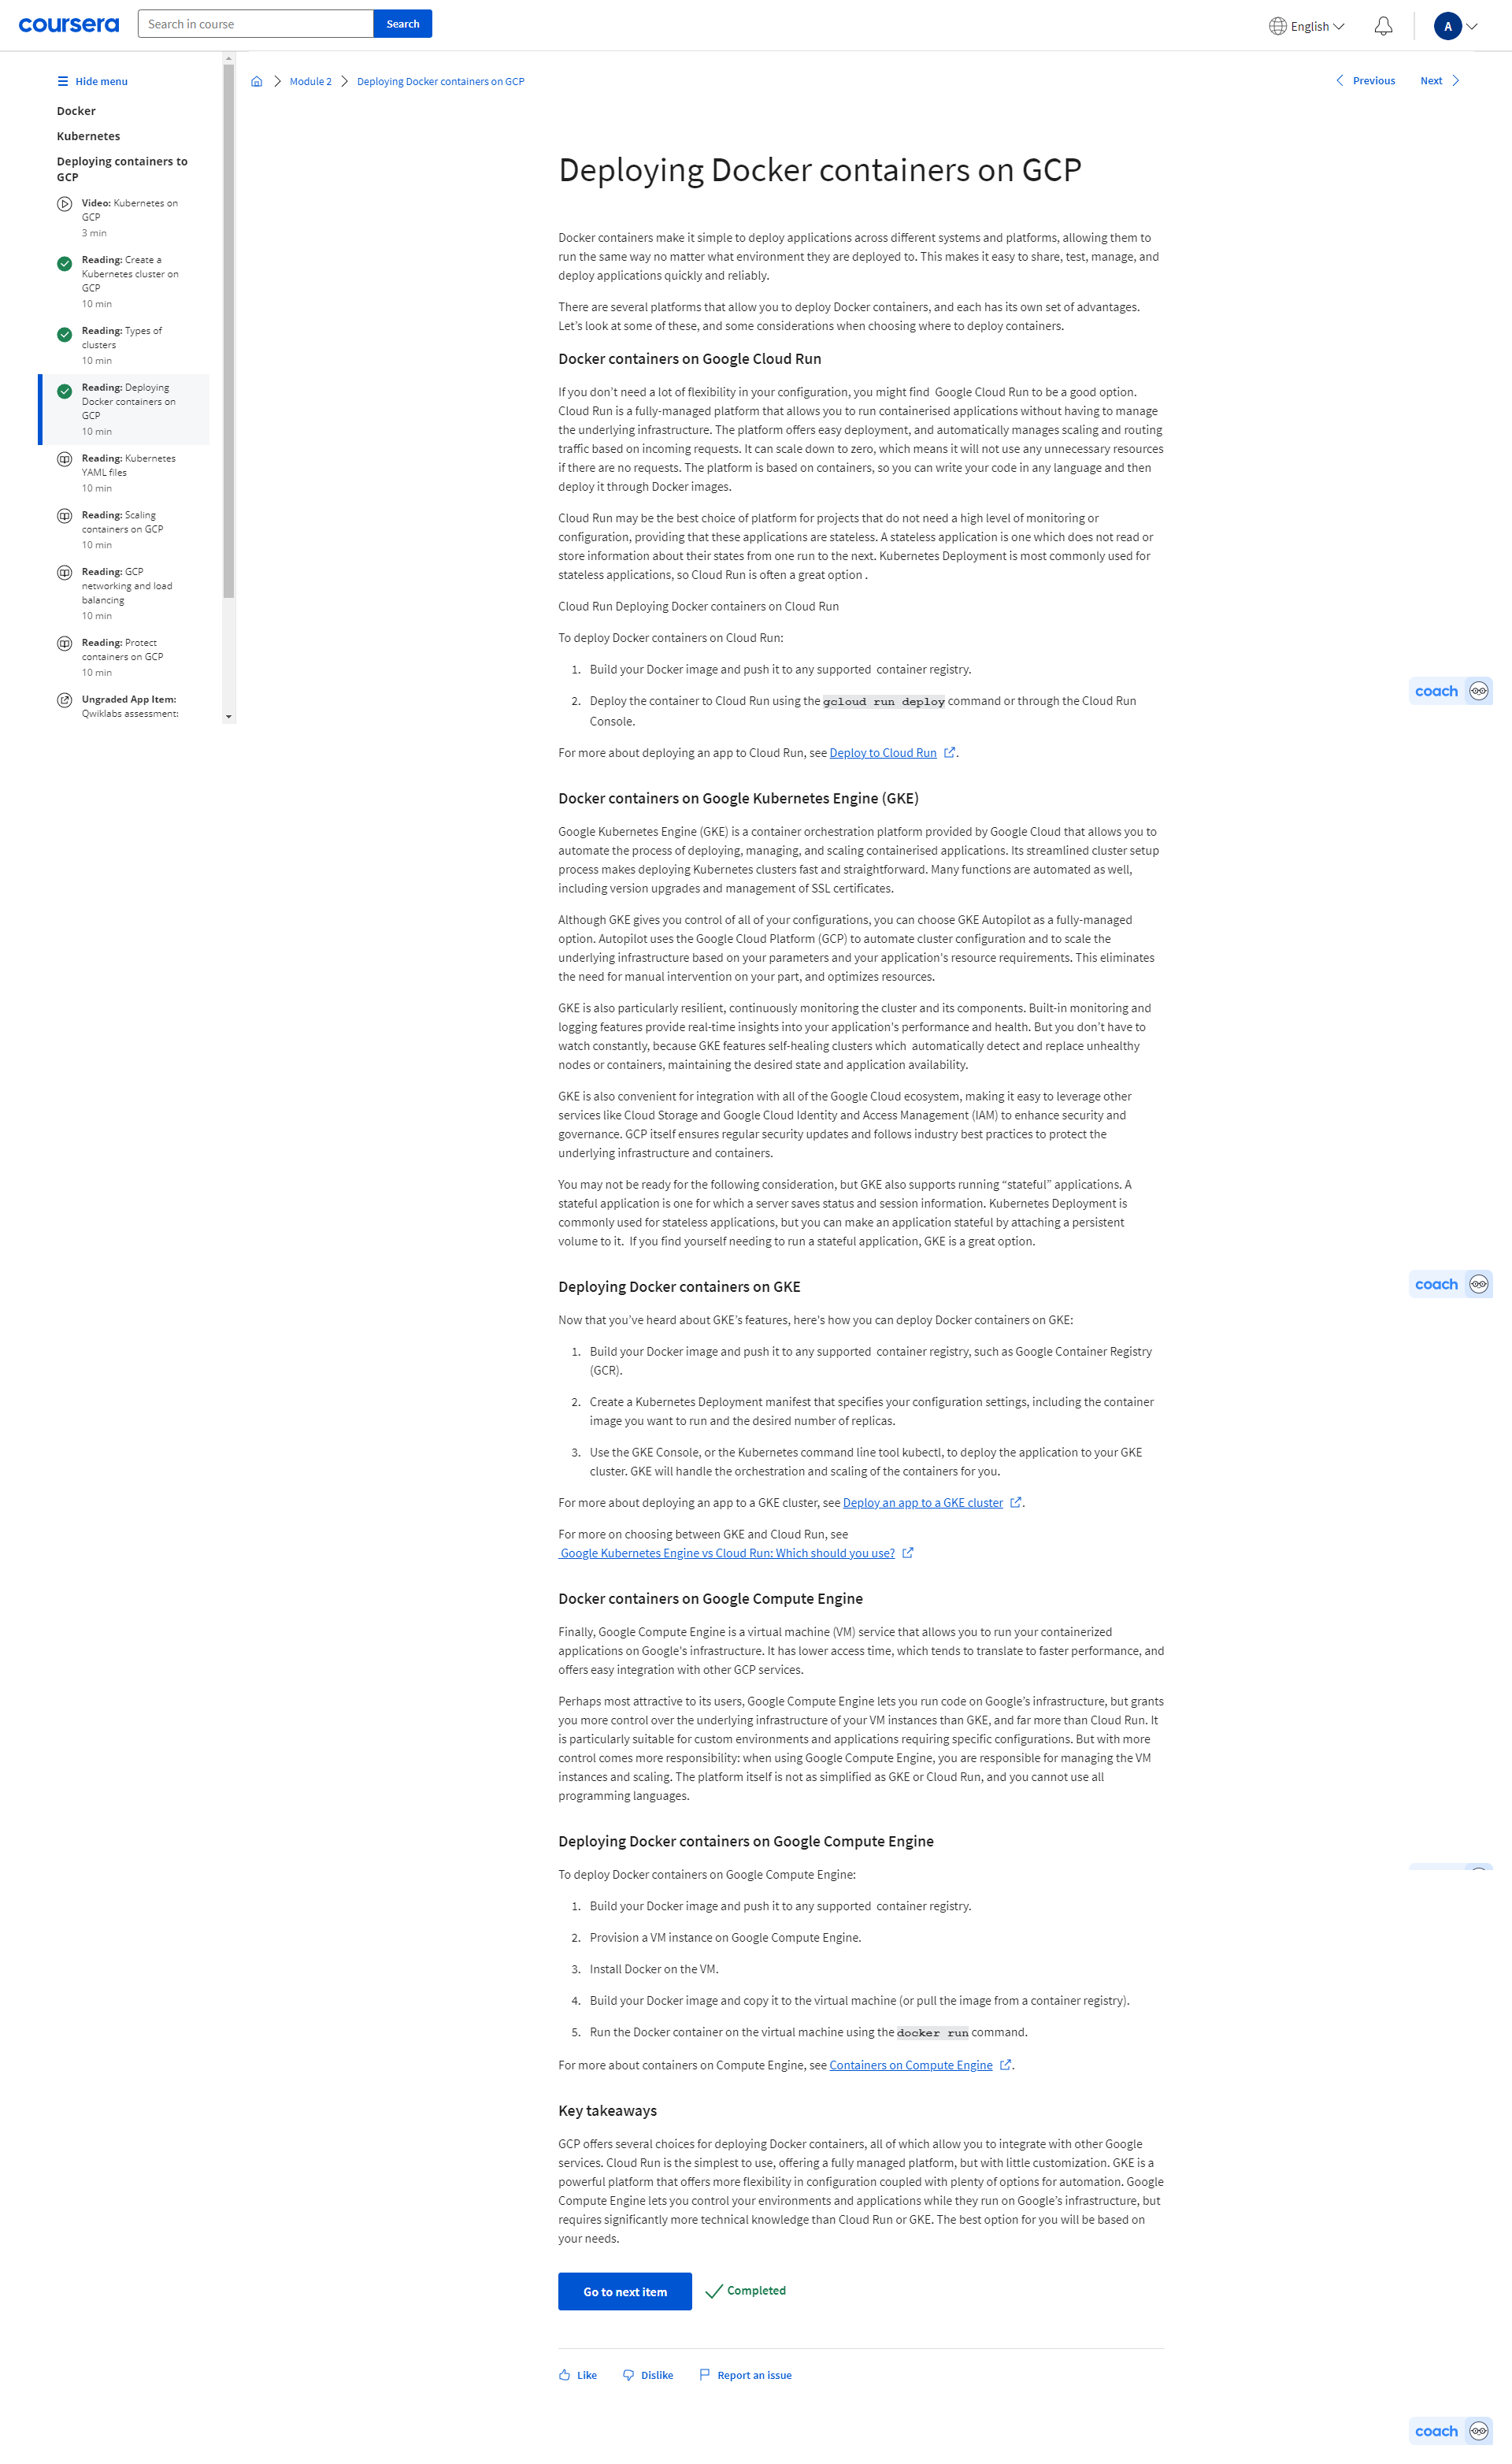 coursera
Search in course
Search
English
A
Hide menu
Docker
Kubernetes
Deploying containers to
GCP
Video: Kubernetes on
GCP
3 min
Reading: Create a
Kubernetes cluster on
GCP
10 min
Reading: Types of
clusters
10 min
Reading: Deploying
Docker containers on
GCP
10 min
Reading: Kubernetes
YAML files
10 min
Reading: Scaling
containers on GCP
10 min
Reading: GCP
networking and load
balancing
10 min
Reading: Protect
containers on GCP
10 min
Ungraded App Item:
Qwiklabs assessment:
Module 2
Deploying Docker containers on GCP
Previous
Next
Deploying Docker containers on GCP
Docker containers make it simple to deploy applications across different systems and platforms, allowing them to
run the same way no matter what environment they are deployed to. This makes it easy to share, test, manage, and
deploy applications quickly and reliably.
There are several platforms that allow you to deploy Docker containers, and each has its own set of advantages.
Let’s look at some of these, and some considerations when choosing where to deploy containers.
Docker containers on Google Cloud Run
If you don’t need a lot of flexibility in your configuration, you might find  Google Cloud Run to be a good option.
Cloud Run is a fully-managed platform that allows you to run containerised applications without having to manage
the underlying infrastructure. The platform offers easy deployment, and automatically manages scaling and routing
traffic based on incoming requests. It can scale down to zero, which means it will not use any unnecessary resources
if there are no requests. The platform is based on containers, so you can write your code in any language and then
deploy it through Docker images.
Cloud Run may be the best choice of platform for projects that do not need a high level of monitoring or
configuration, providing that these applications are stateless. A stateless application is one which does not read or
store information about their states from one run to the next. Kubernetes Deployment is most commonly used for
stateless applications, so Cloud Run is often a great option .
Cloud Run Deploying Docker containers on Cloud Run
To deploy Docker containers on Cloud Run:
1. Build your Docker image and push it to any supported  container registry.
2. Deploy the container to Cloud Run using the gcloud run deploy command or through the Cloud Run
Console.
coach
For more about deploying an app to Cloud Run, see Deploy to Cloud Run .
Docker containers on Google Kubernetes Engine (GKE)
Google Kubernetes Engine (GKE) is a container orchestration platform provided by Google Cloud that allows you to
automate the process of deploying, managing, and scaling containerised applications. Its streamlined cluster setup
process makes deploying Kubernetes clusters fast and straightforward. Many functions are automated as well,
including version upgrades and management of SSL certificates.
Although GKE gives you control of all of your configurations, you can choose GKE Autopilot as a fully-managed
option. Autopilot uses the Google Cloud Platform (GCP) to automate cluster configuration and to scale the
underlying infrastructure based on your parameters and your application's resource requirements. This eliminates
the need for manual intervention on your part, and optimizes resources.
GKE is also particularly resilient, continuously monitoring the cluster and its components. Built-in monitoring and
logging features provide real-time insights into your application's performance and health. But you don’t have to
watch constantly, because GKE features self-healing clusters which  automatically detect and replace unhealthy
nodes or containers, maintaining the desired state and application availability.
GKE is also convenient for integration with all of the Google Cloud ecosystem, making it easy to leverage other
services like Cloud Storage and Google Cloud Identity and Access Management (IAM) to enhance security and
governance. GCP itself ensures regular security updates and follows industry best practices to protect the
underlying infrastructure and containers.
You may not be ready for the following consideration, but GKE also supports running “stateful” applications. A
stateful application is one for which a server saves status and session information. Kubernetes Deployment is
commonly used for stateless applications, but you can make an application stateful by attaching a persistent
volume to it.  If you find yourself needing to run a stateful application, GKE is a great option.
Deploying Docker containers on GKE
coach
Now that you’ve heard about GKE’s features, here's how you can deploy Docker containers on GKE:
1. Build your Docker image and push it to any supported  container registry, such as Google Container Registry
(GCR).
2. Create a Kubernetes Deployment manifest that specifies your configuration settings, including the container
image you want to run and the desired number of replicas.
3. Use the GKE Console, or the Kubernetes command line tool kubectl, to deploy the application to your GKE
cluster. GKE will handle the orchestration and scaling of the containers for you.
For more about deploying an app to a GKE cluster, see Deploy an app to a GKE cluster .
For more on choosing between GKE and Cloud Run, see
Google Kubernetes Engine vs Cloud Run: Which should you use?
Docker containers on Google Compute Engine
Finally, Google Compute Engine is a virtual machine (VM) service that allows you to run your containerized
applications on Google's infrastructure. It has lower access time, which tends to translate to faster performance, and
offers easy integration with other GCP services.
Perhaps most attractive to its users, Google Compute Engine lets you run code on Google’s infrastructure, but grants
you more control over the underlying infrastructure of your VM instances than GKE, and far more than Cloud Run. It
is particularly suitable for custom environments and applications requiring specific configurations. But with more
control comes more responsibility: when using Google Compute Engine, you are responsible for managing the VM
instances and scaling. The platform itself is not as simplified as GKE or Cloud Run, and you cannot use all
programming languages.
Deploying Docker containers on Google Compute Engine
To deploy Docker containers on Google Compute Engine:
1. Build your Docker image and push it to any supported  container registry.
2. Provision a VM instance on Google Compute Engine.
3. Install Docker on the VM.
4. Build your Docker image and copy it to the virtual machine (or pull the image from a container registry).
5. Run the Docker container on the virtual machine using the docker run command.
For more about containers on Compute Engine, see Containers on Compute Engine .
Key takeaways
GCP offers several choices for deploying Docker containers, all of which allow you to integrate with other Google
services. Cloud Run is the simplest to use, offering a fully managed platform, but with little customization. GKE is a
powerful platform that offers more flexibility in configuration coupled with plenty of options for automation. Google
Compute Engine lets you control your environments and applications while they run on Google’s infrastructure, but
requires significantly more technical knowledge than Cloud Run or GKE. The best option for you will be based on
your needs.
Go to next item
Completed
Like
Dislike
Report an issue
coach